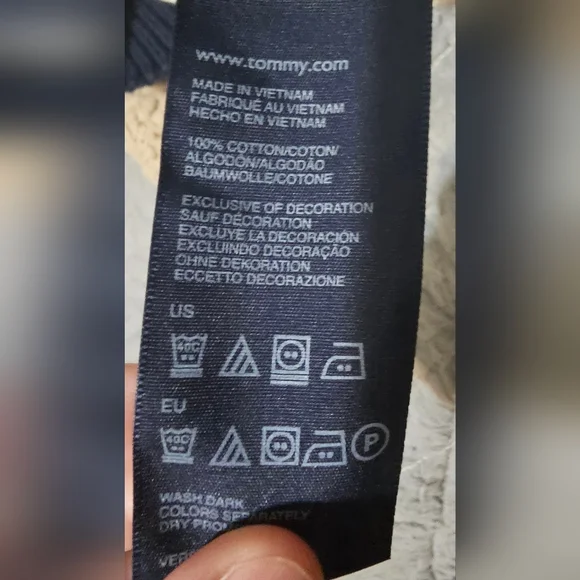 www.tommy.com
MADE IN VIETNAM
FABRIQUÉ AU VIETNAM
HECHO EN VIETNAM
100% COTTON/COTON/
ALGODÓN/ALGODÃO
BAUMWOLLE/COTONE
EXCLUSIVE OF DECORATION
SAUF DÉCORATION
EXCLUYE LA DECORACIÓN
EXCLUINDO DECORAÇÃO
OHNE DEKORATION
ECCETTO DECORAZIONE
US
40C
EU
40C P
WASH DARK
COLORS SEPARATELY
DRY